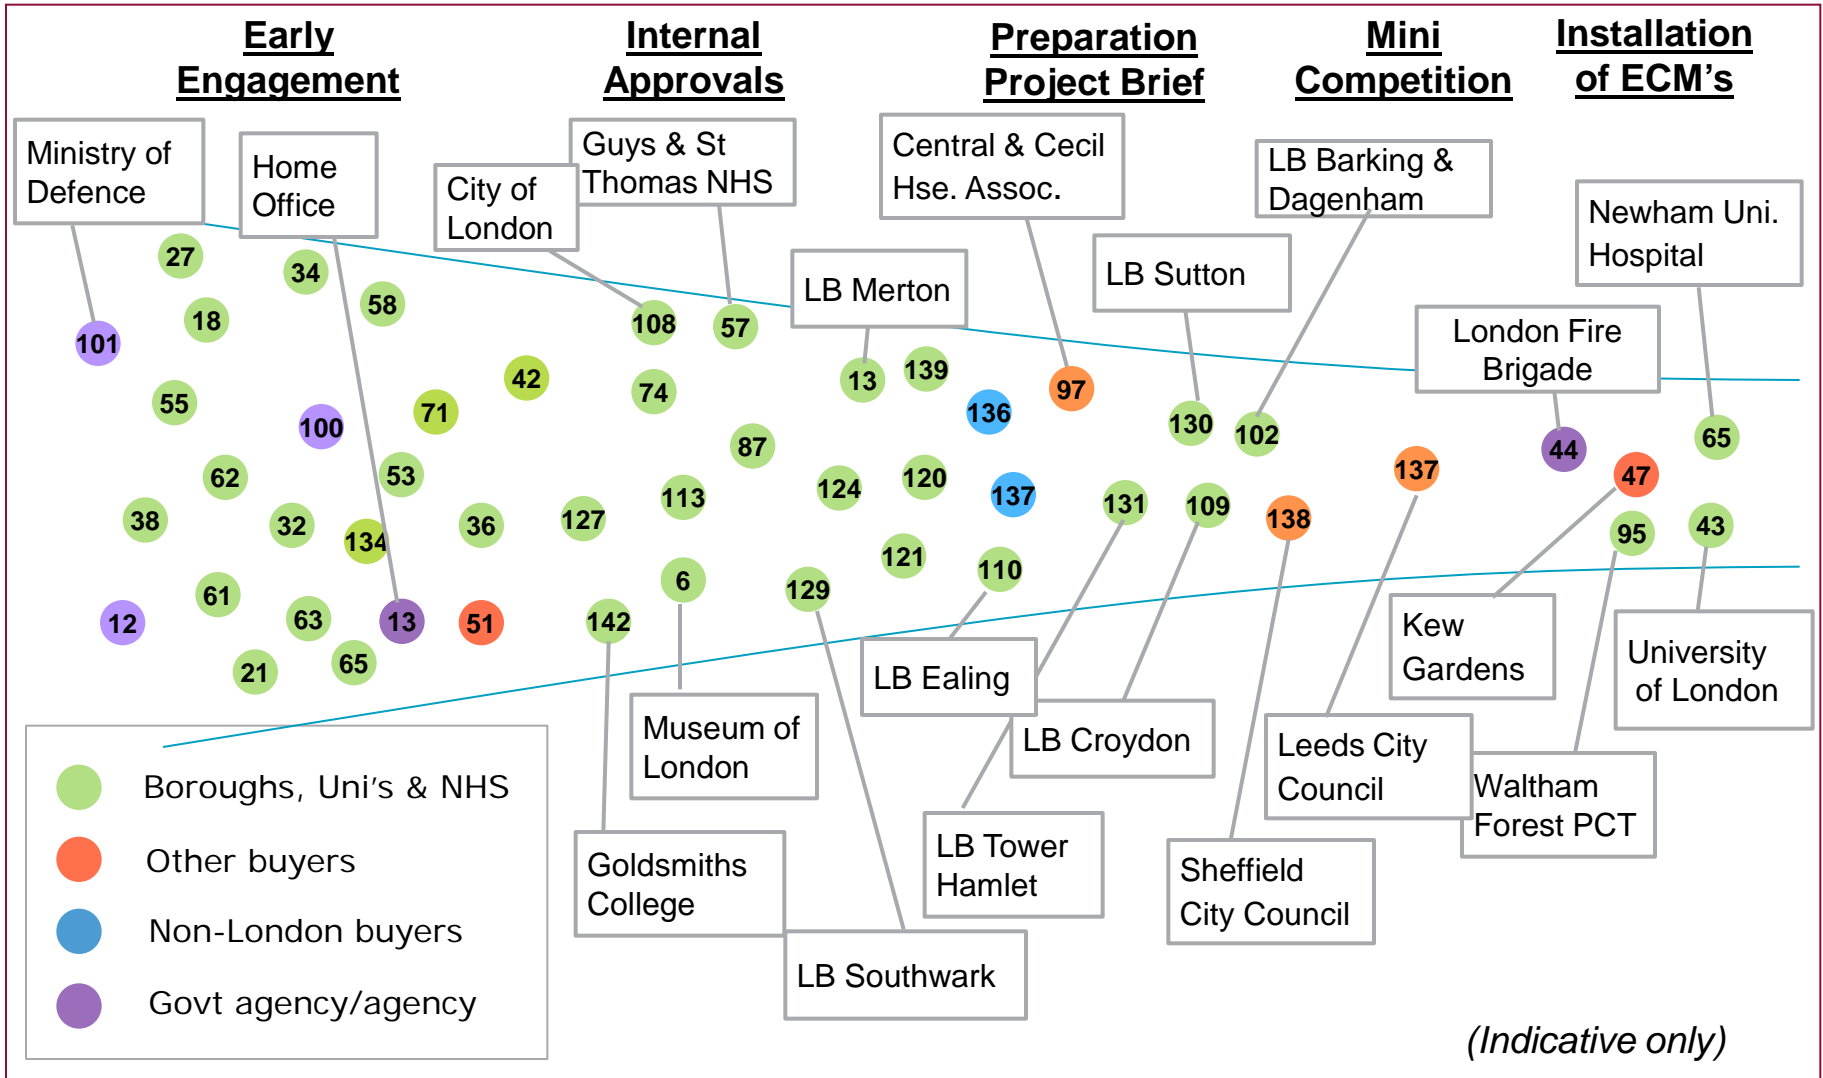 Early
Engagement
Internal
Approvals
Preparation
Project Brief
Mini
Competition
Installation
of ECM's
Ministry of
Defence
Home
Office
City of
London
Guys & St
Thomas NHS
Central & Cecil
Hse. Assoc.
LB Barking &
Dagenham
Newham Uni.
Hospital
LB Merton
LB Sutton
London Fire
Brigade
27
34
58
18
101
108
57
55
100
71
42
74
13
139
136
97
130
102
44
65
62
53
87
137
47
38
32
134
36
127
113
124
120
137
131
109
138
95
43
61
12
63
13
51
21
65
142
6
129
121
110
Kew
Gardens
University
of London
LB Ealing
Museum of
London
LB Croydon
Leeds City
Council
Waltham
Forest PCT
Goldsmiths
College
LB Tower
Hamlet
Sheffield
City Council
LB Southwark
Boroughs, Uni's & NHS
Other buyers
Non-London buyers
Govt agency/agency
(Indicative only)